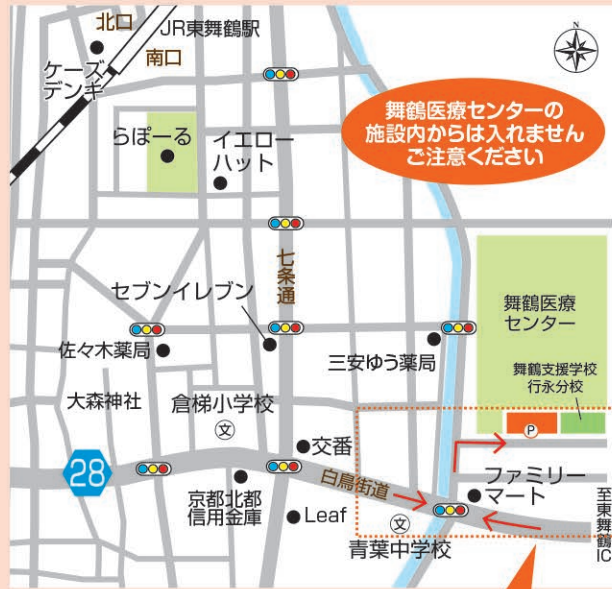 北口
JR東舞鶴駅
南口
ケーズ
デンキ
舞鶴医療センターの
施設内からは入れません
ご注意ください
N
らぽーる
イエロー
ハット
七条通
セブンイレブン
舞鶴医療
センター
佐々木薬局
三安ゆう薬局
舞鶴支援学校
行永分校
大森神社
倉梯小学校
文
P
交番
28
白鳥街道
ファミリー
マート
京都北都
信用金庫
Leaf
文
青葉中学校
至東舞鶴IC